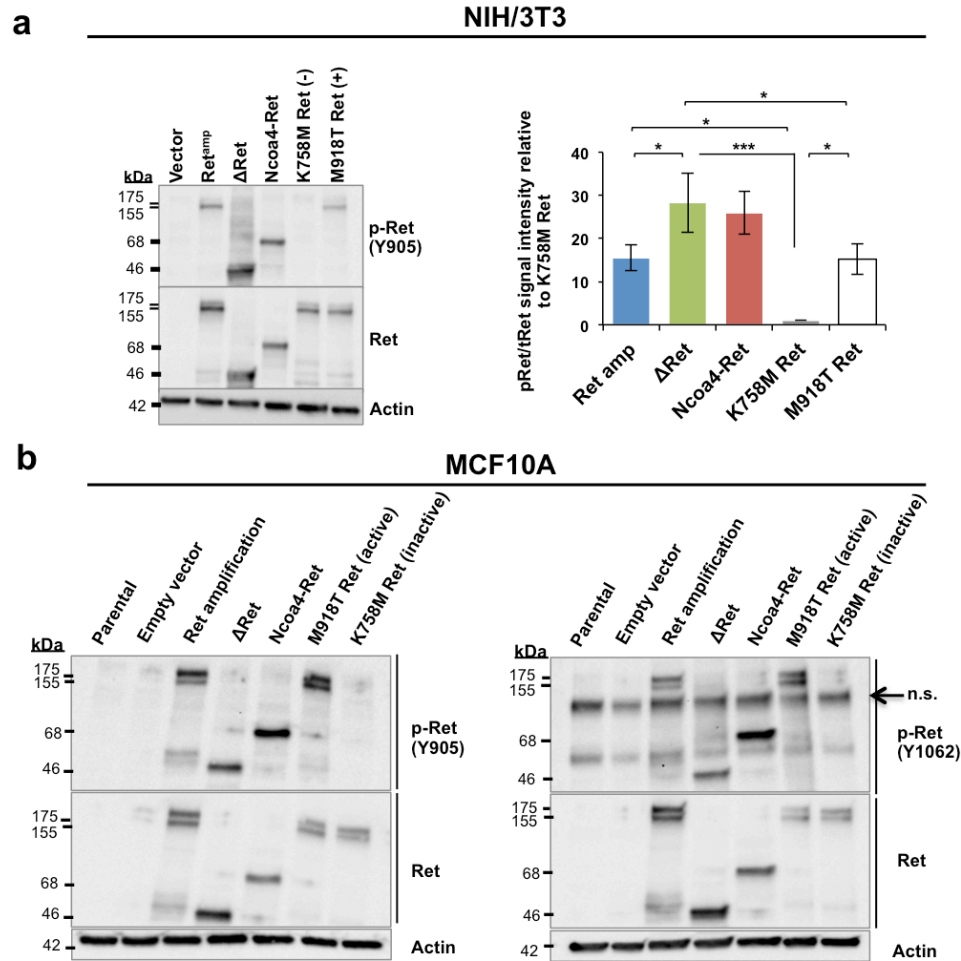 a
NIH/3T3
Vector
Ret^amp
ΔRet
Ncoa4-Ret
K758M Ret (-)
M918T Ret (+)
kDa
175
155
68
46
p-Ret
(Y905)
175
155
68
46
Ret
42
Actin
pRet/tRet signal intensity relative
to K758M Ret
40
30
20
10
0
*
*
*
***
*
Ret amp
ΔRet
Ncoa4-Ret
K758M Ret
M918T Ret
b
MCF10A
Parental
Empty vector
Ret amplification
ΔRet
Ncoa4-Ret
M918T Ret (active)
K758M Ret (inactive)
kDa
175
155
68
46
p-Ret
(Y905)
175
155
68
46
Ret
42
Actin
Parental
Empty vector
Ret amplification
ΔRet
Ncoa4-Ret
M918T Ret (active)
K758M Ret (inactive)
kDa
175
155
68
46
n.s.
p-Ret
(Y1062)
175
155
68
46
Ret
42
Actin